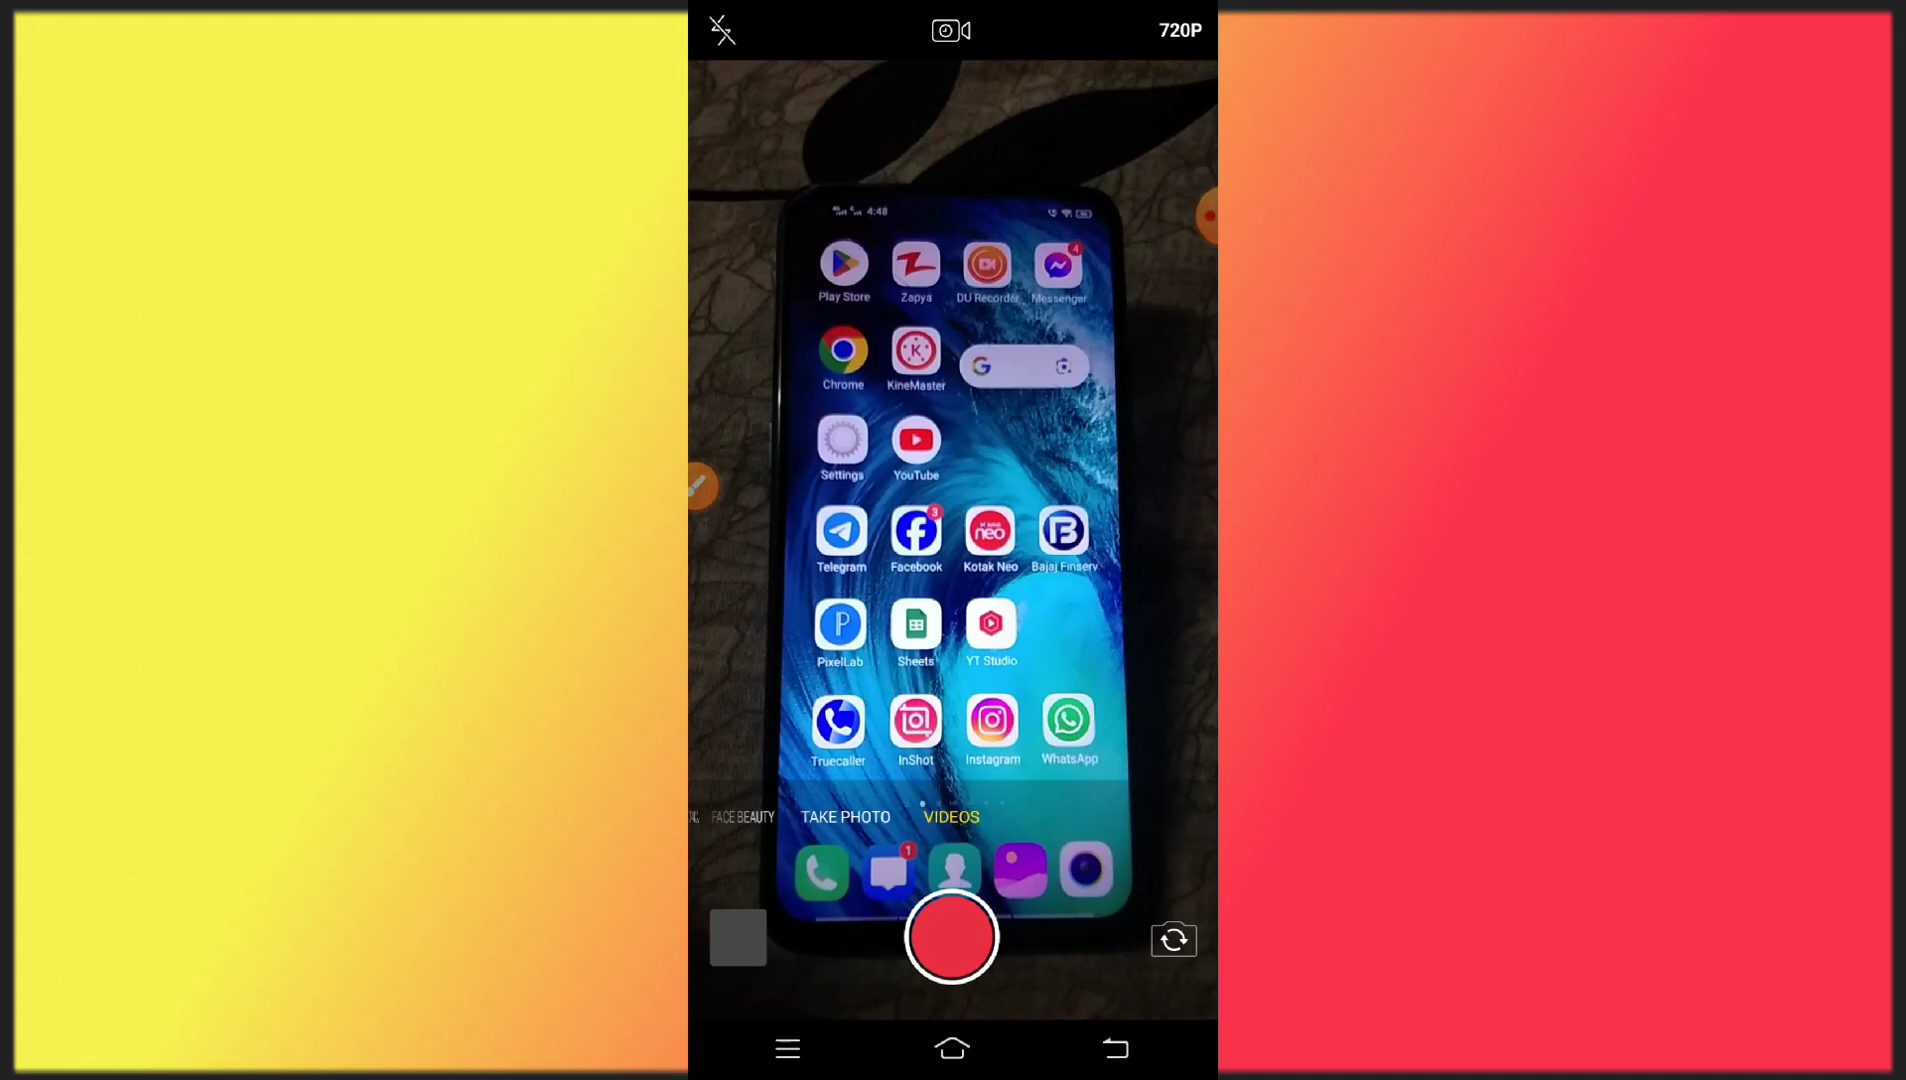 720P
4:48
Play Store Zapya DU Recorder Messenger
4
Chrome KineMaster
Settings YouTube
3
neo
Telegram Facebook Kotak Neo Bajaj Finserv
PixelLab Sheets YT Studio
Truecaller InShot Instagram WhatsApp
FACE BEAUTY TAKE PHOTO VIDEOS
1